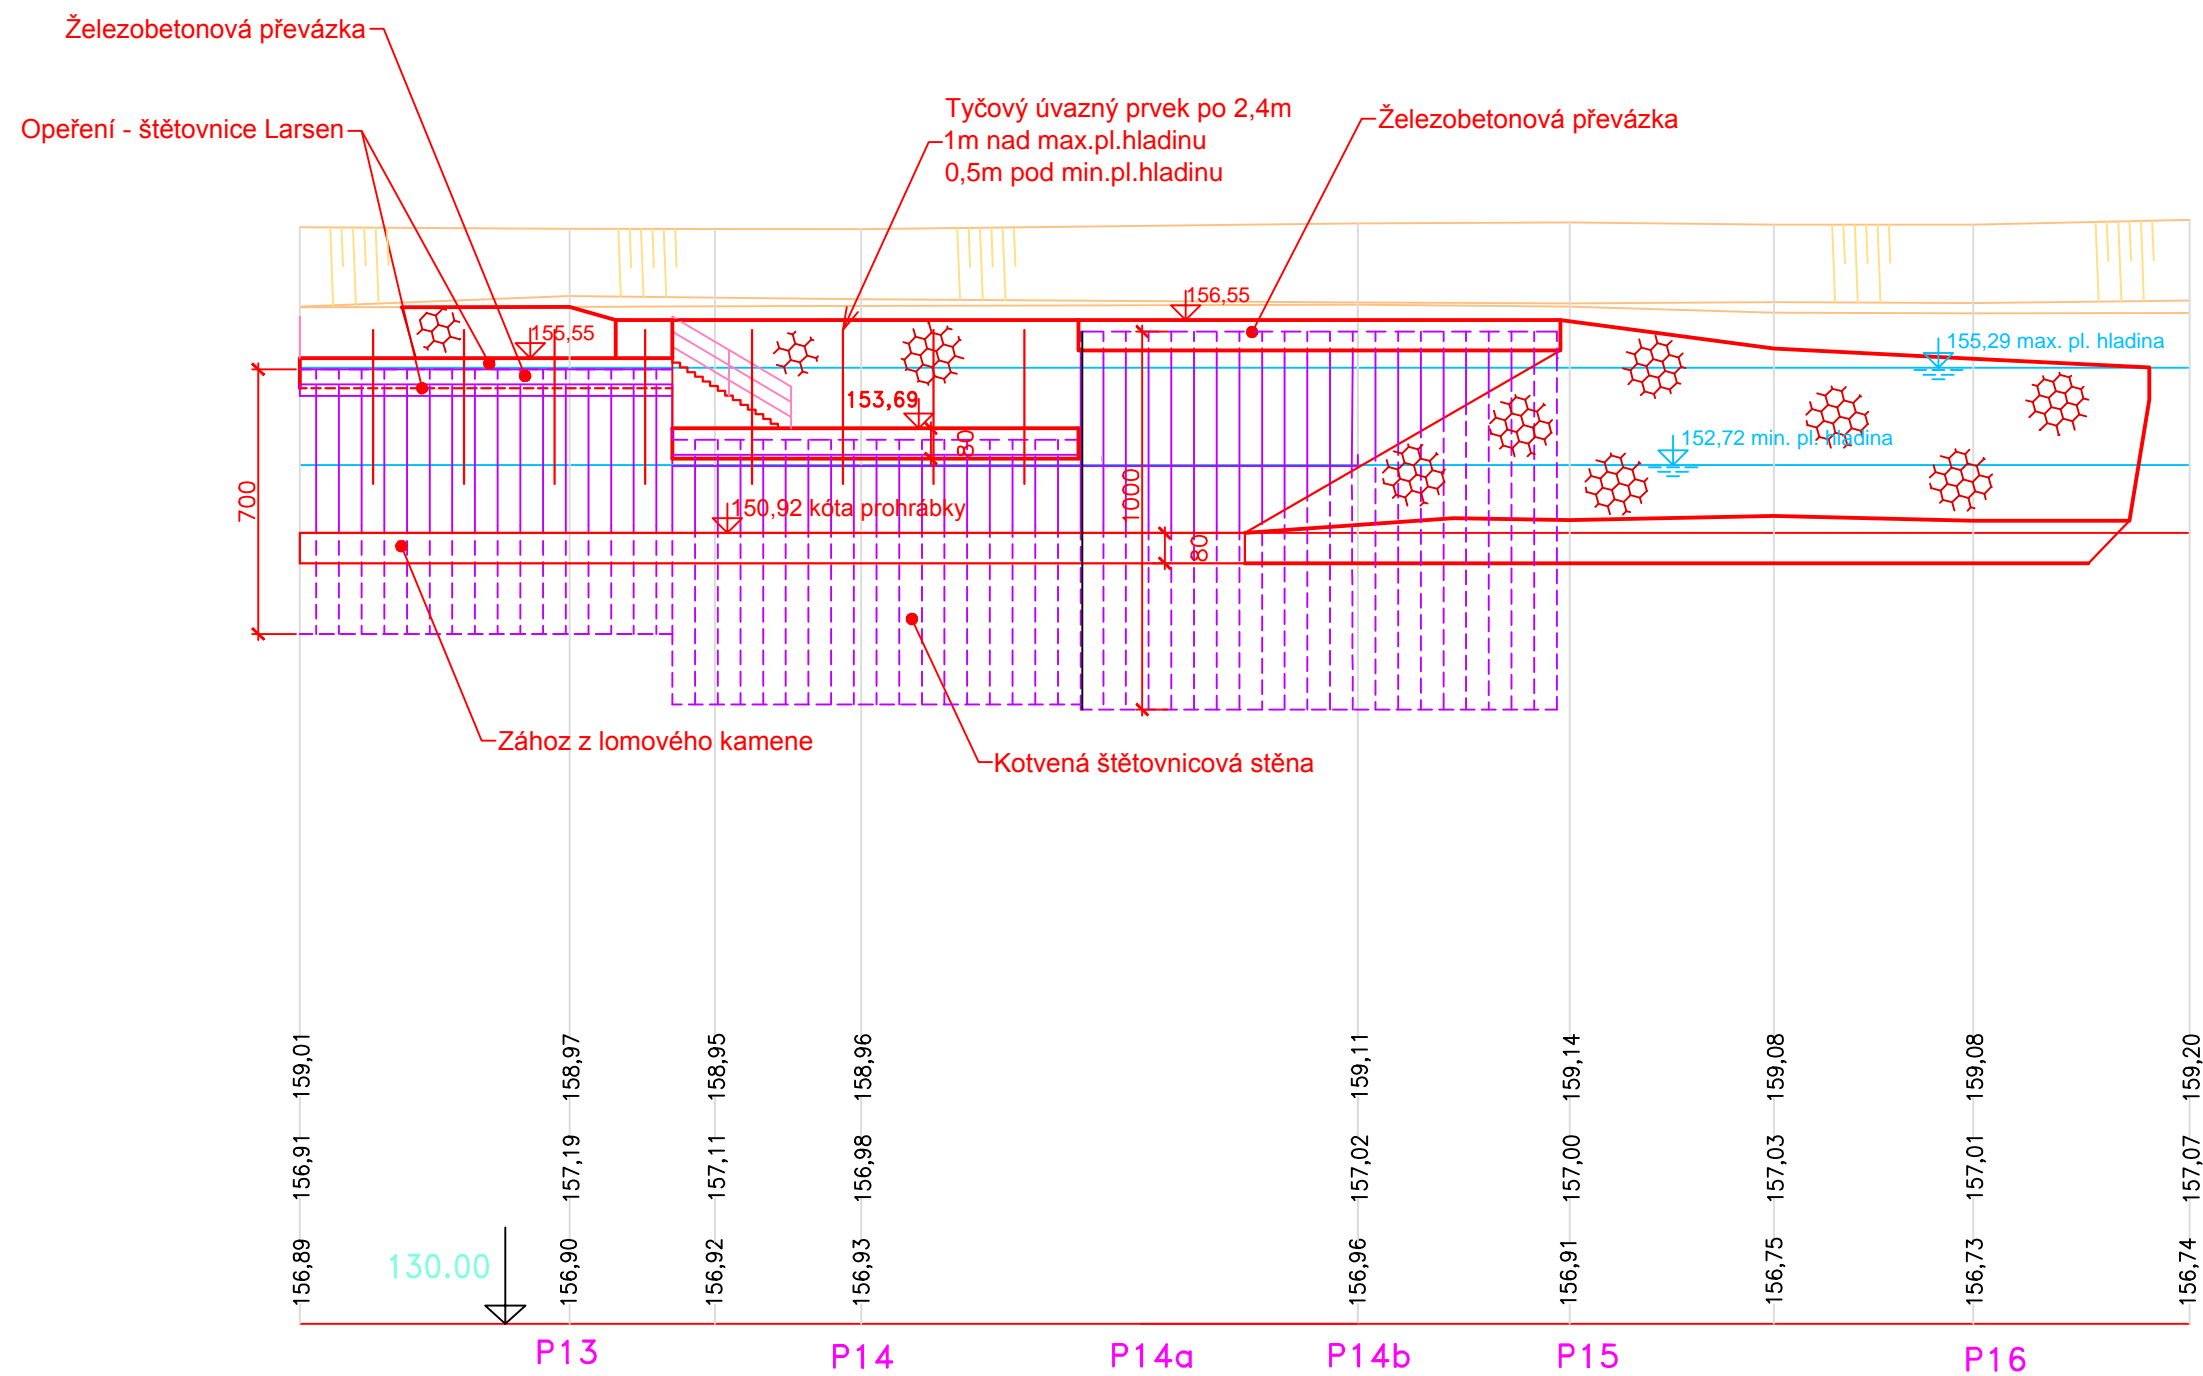 Železobetonová převázka
Opeření - štětovnice Larsen
Tyčový úvazný prvek po 2,4m
1m nad max.pl.hladinu
0,5m pod min.pl.hladinu
Železobetonová převázka
156,55
155,55
155,29 max. pl. hladina
153,69
80
152,72 min. pl. hladina
700
1000
150,92 kóta prohrábky
80
Zához z lomového kamene
Kotvená štětovnicová stěna
159,01 158,97 158,95 158,96 159,11 159,14 159,08 159,08 159,20
156,91 157,19 157,11 156,98 157,02 157,00 157,03 157,01 157,07
156,89 156,90 156,92 156,93 156,96 156,91 156,75 156,73 156,74
130.00
P13 P14 P14a P14b P15 P16